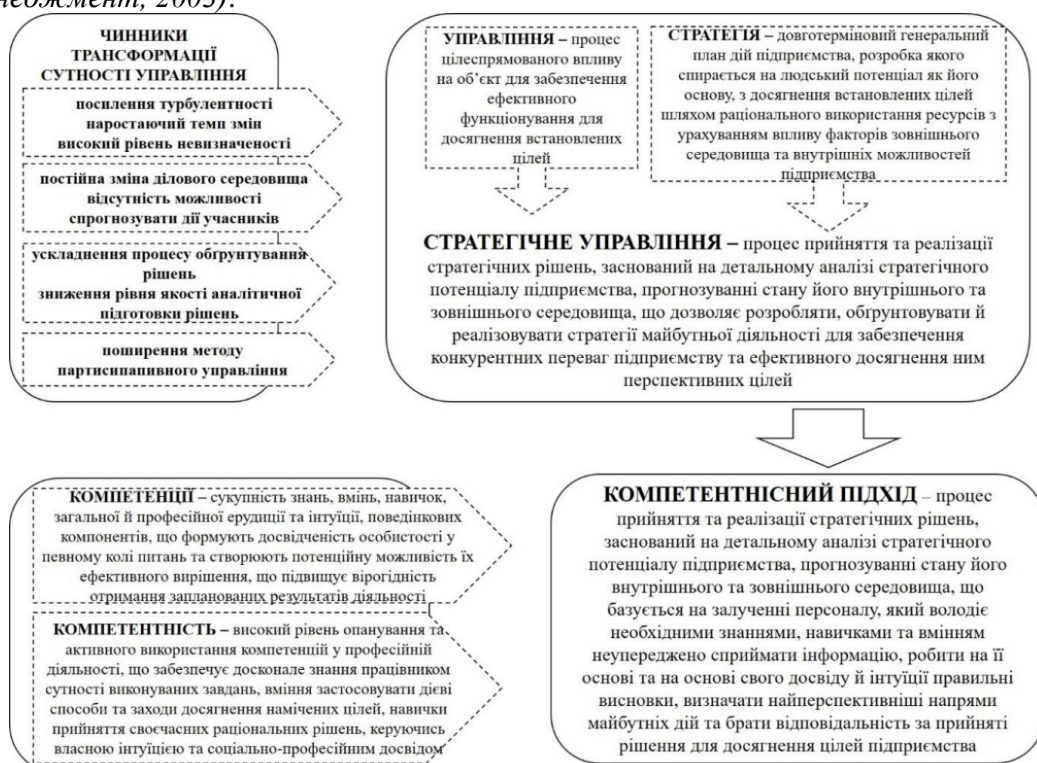 неджмент, 2003).
ЧИННИКИ
ТРАНСФОРМАЦІЇ
СУТНОСТІ УПРАВЛІННЯ
посилення турбулентності
наростаючий темп змін
високий рівень невизначеності
постійна зміна ділового середовища
відсутність можливості
спрогнозувати дії учасників
ускладнення процесу обґрунтування
рішень
зниження рівня якості аналітичної
підготовки рішень
поширення методу
партисипапивного управління
УПРАВЛІННЯ – процес
цілеспрямованого впливу
на об’єкт для забезпечення
ефективного
функціонування для
досягнення встановлених
цілей
СТРАТЕГІЯ – довготерміновий генеральний
план дій підприємства, розробка якого
спирається на людський потенціал як його
основу, з досягнення встановлених цілей
шляхом раціонального використання ресурсів з
урахуванням впливу факторів зовнішнього
середовища та внутрішніх можливостей
підприємства
СТРАТЕГІЧНЕ УПРАВЛІННЯ – процес прийняття та реалізації
стратегічних рішень, заснований на детальному аналізі стратегічного
потенціалу підприємства, прогнозуванні стану його внутрішнього та
зовнішнього середовища, що дозволяє розробляти, обґрунтовувати й
реалізовувати стратегії майбутньої діяльності для забезпечення
конкурентних переваг підприємству та ефективного досягнення ним
перспективних цілей
КОМПЕТЕНЦІЇ – сукупність знань, вмінь, навичок,
загальної й професійної ерудиції та інтуїції, поведінкових
компонентів, що формують досвідченість особистості у
певному колі питань та створюють потенційну можливість їх
ефективного вирішення, що підвищує вірогідність
отримання запланованих результатів діяльності
КОМПЕТЕНТНІСТЬ – високий рівень опанування та
активного використання компетенцій у професійній
діяльності, що забезпечує досконале знання працівником
сутності виконуваних завдань, вміння застосовувати дієві
способи та заходи досягнення намічених цілей, навички
прийняття своєчасних раціональних рішень, керуючись
власною інтуїцією та соціально-професійним досвідом
КОМПЕТЕНТНІСНИЙ ПІДХІД – процес
прийняття та реалізації стратегічних рішень,
заснований на детальному аналізі стратегічного
потенціалу підприємства, прогнозуванні стану його
внутрішнього та зовнішнього середовища, що
базується на залученні персоналу, який володіє
необхідними знаннями, навичками та вмінням
неупереджено сприймати інформацію, робити на її
основі та на основі свого досвіду й інтуїції правильні
висновки, визначати найперспективніші напрями
майбутніх дій та брати відповідальність за прийняті
рішення для досягнення цілей підприємства